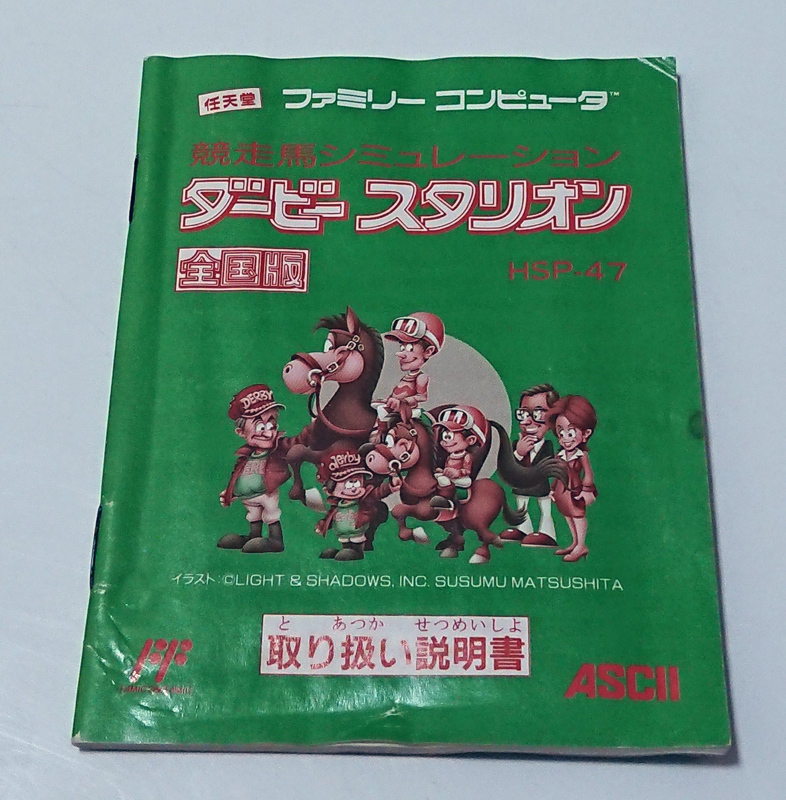 任天堂 ファミリー コンピュータ™
競走馬シミュレーション
ダービー スタリオン
全国版
HSP-47
DERBY
derby
イラスト:©LIGHT & SHADOWS, INC. SUSUMU MATSUSHITA
と あつか せつめいしよ
取り扱い説明書
FF
ASCII